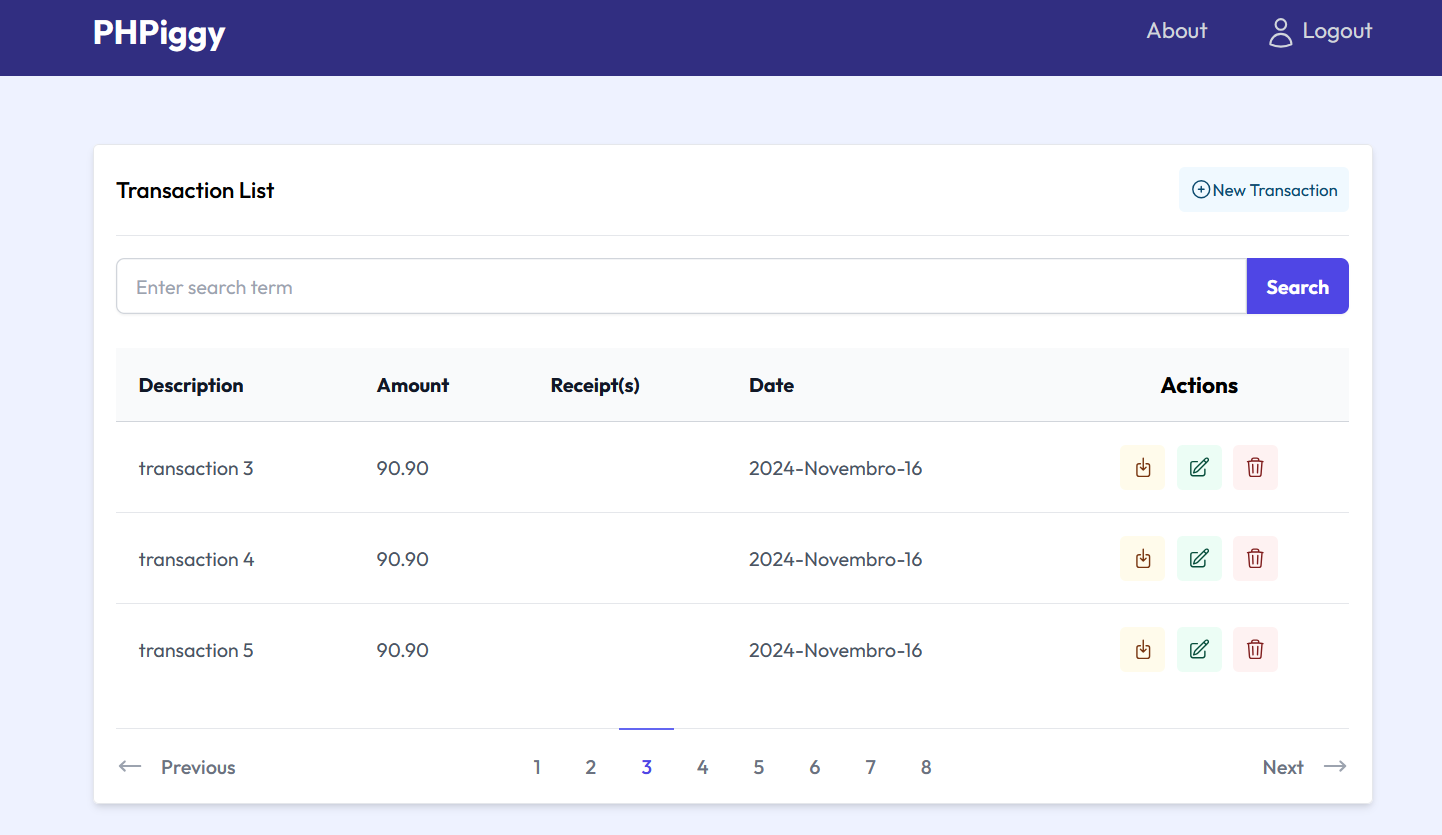 PHPiggy About Logout
Transaction List New Transaction
Enter search term Search
Description Amount Receipt(s) Date Actions
transaction 3 90.90 2024-Novembro-16
transaction 4 90.90 2024-Novembro-16
transaction 5 90.90 2024-Novembro-16
Previous 1 2 3 4 5 6 7 8 Next